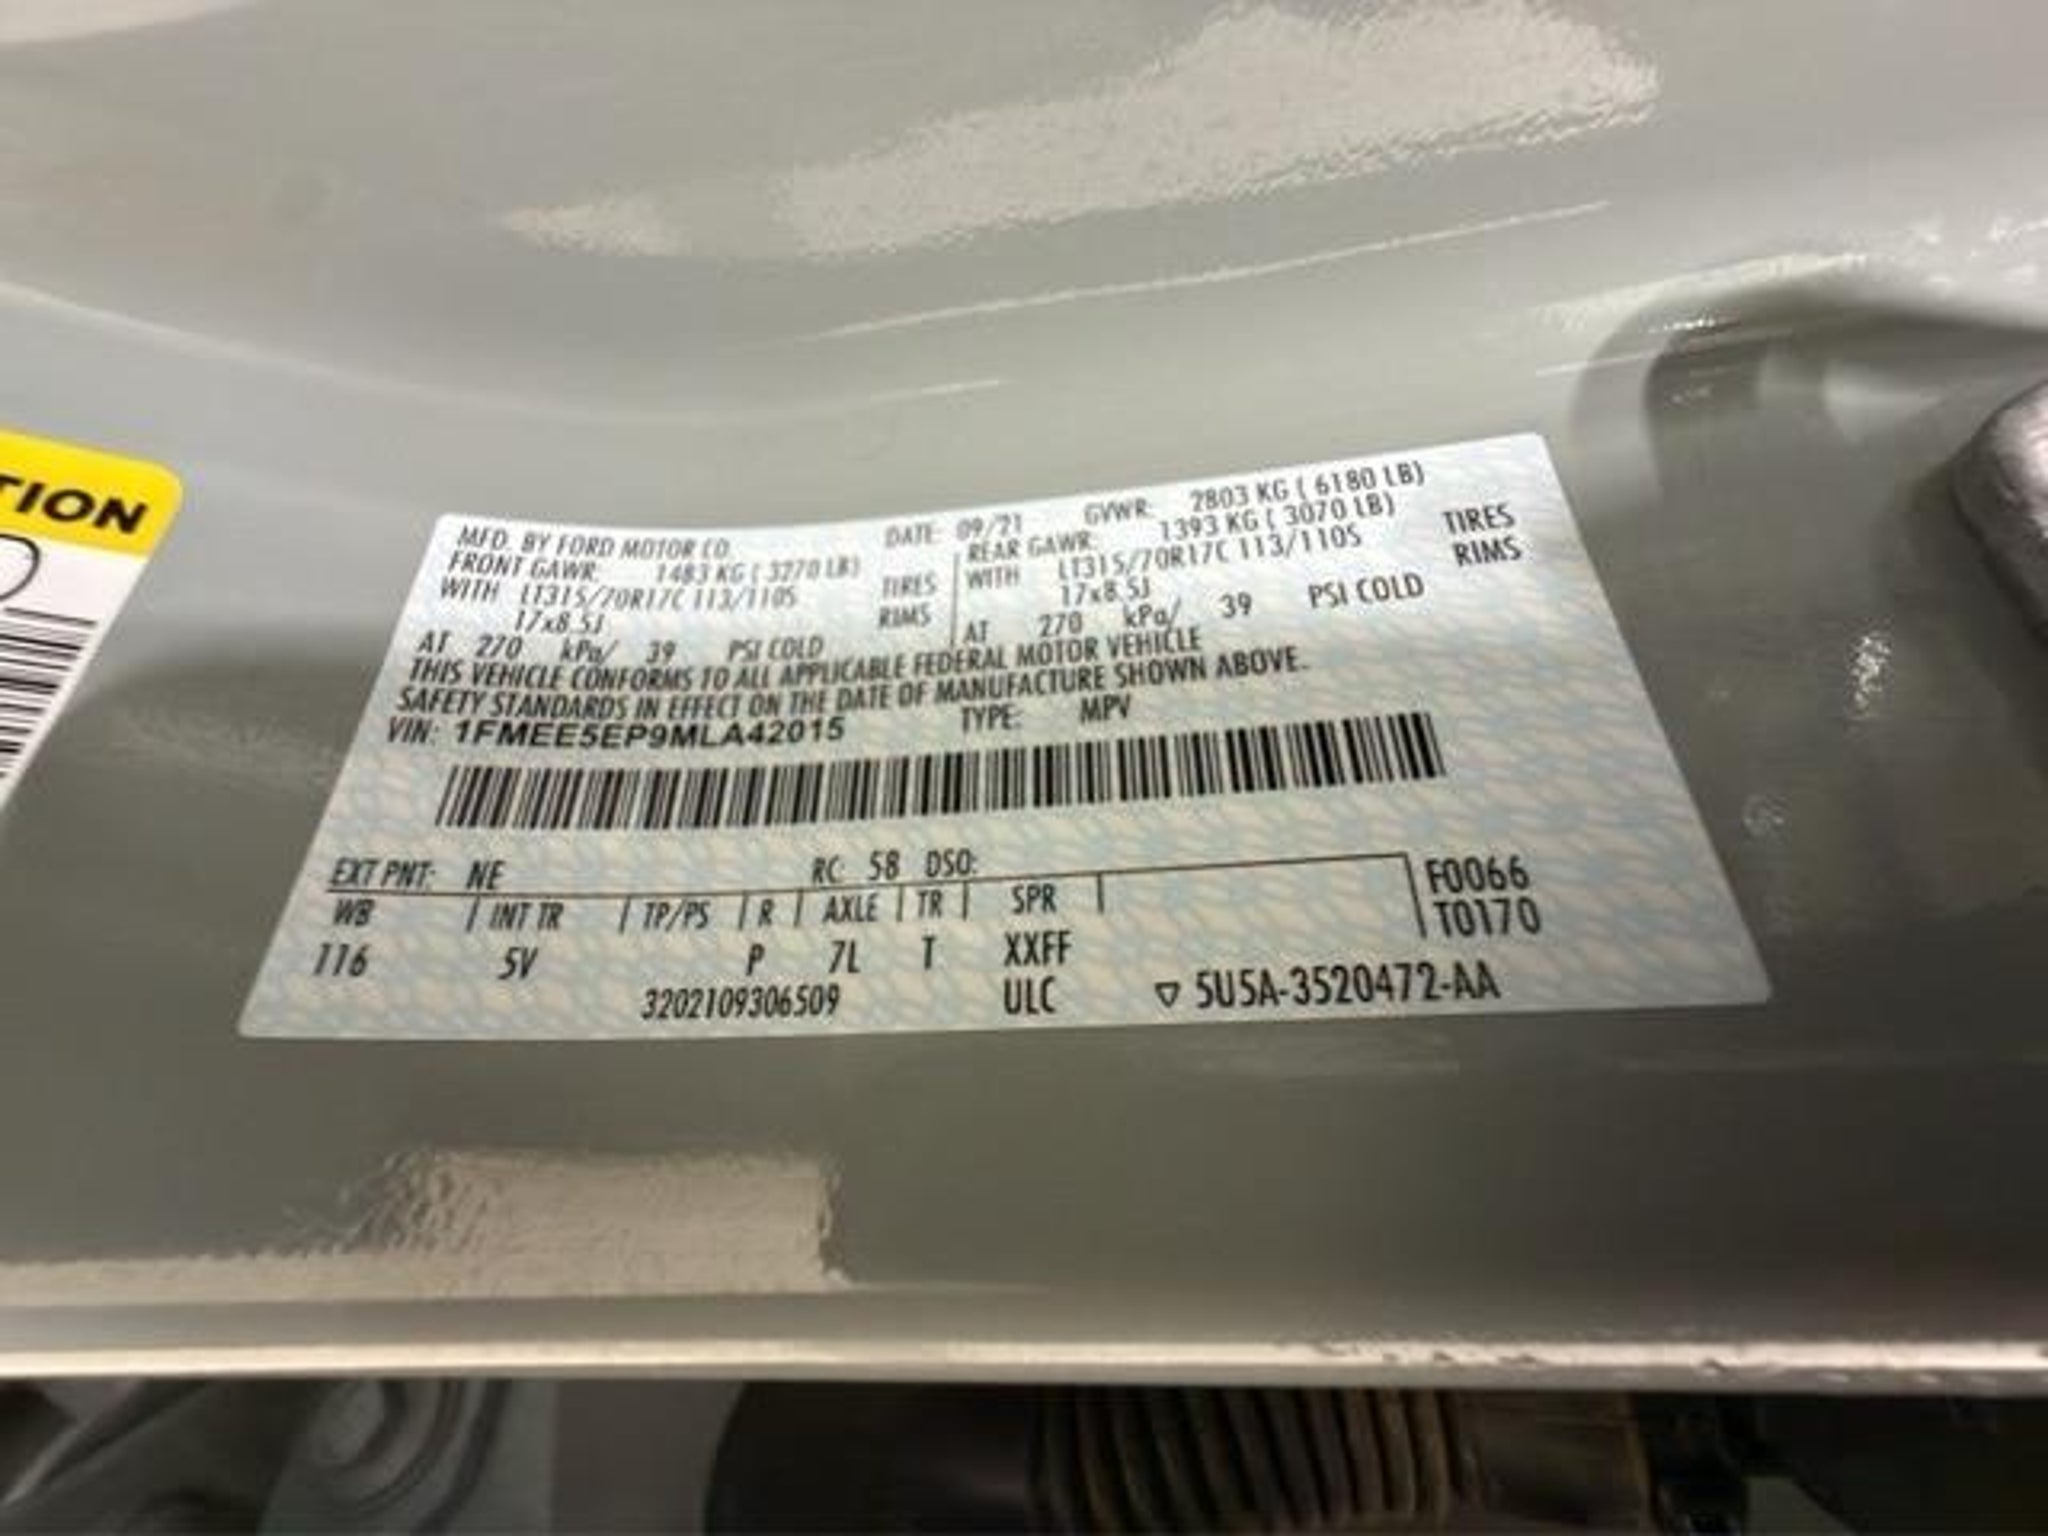 TION
MFD. BY FORD MOTOR CO. DATE: 09/21 GVWR: 2803 KG ( 6180 LB)
FRONT GAWR: 1483 KG ( 3270 LB) REAR GAWR: 1393 KG ( 3070 LB)
WITH LT315/70R17C 113/110S TIRES WITH LT315/70R17C 113/110S TIRES
17x8.5J RIMS 17x8.5J RIMS
AT 270 kPa/ 39 PSI COLD AT 270 kPa/ 39 PSI COLD
THIS VEHICLE CONFORMS TO ALL APPLICABLE FEDERAL MOTOR VEHICLE
SAFETY STANDARDS IN EFFECT ON THE DATE OF MANUFACTURE SHOWN ABOVE.
VIN: 1FMEE5EP9MLA42015 TYPE: MPV
EXT PNT: NE RC: 58 DSO:
WB INT TR TP/PS R AXLE TR SPR F0066
T0170
116 5V P 7L T XXFF
3202109306509 ULC ▽ 5U5A-3520472-AA